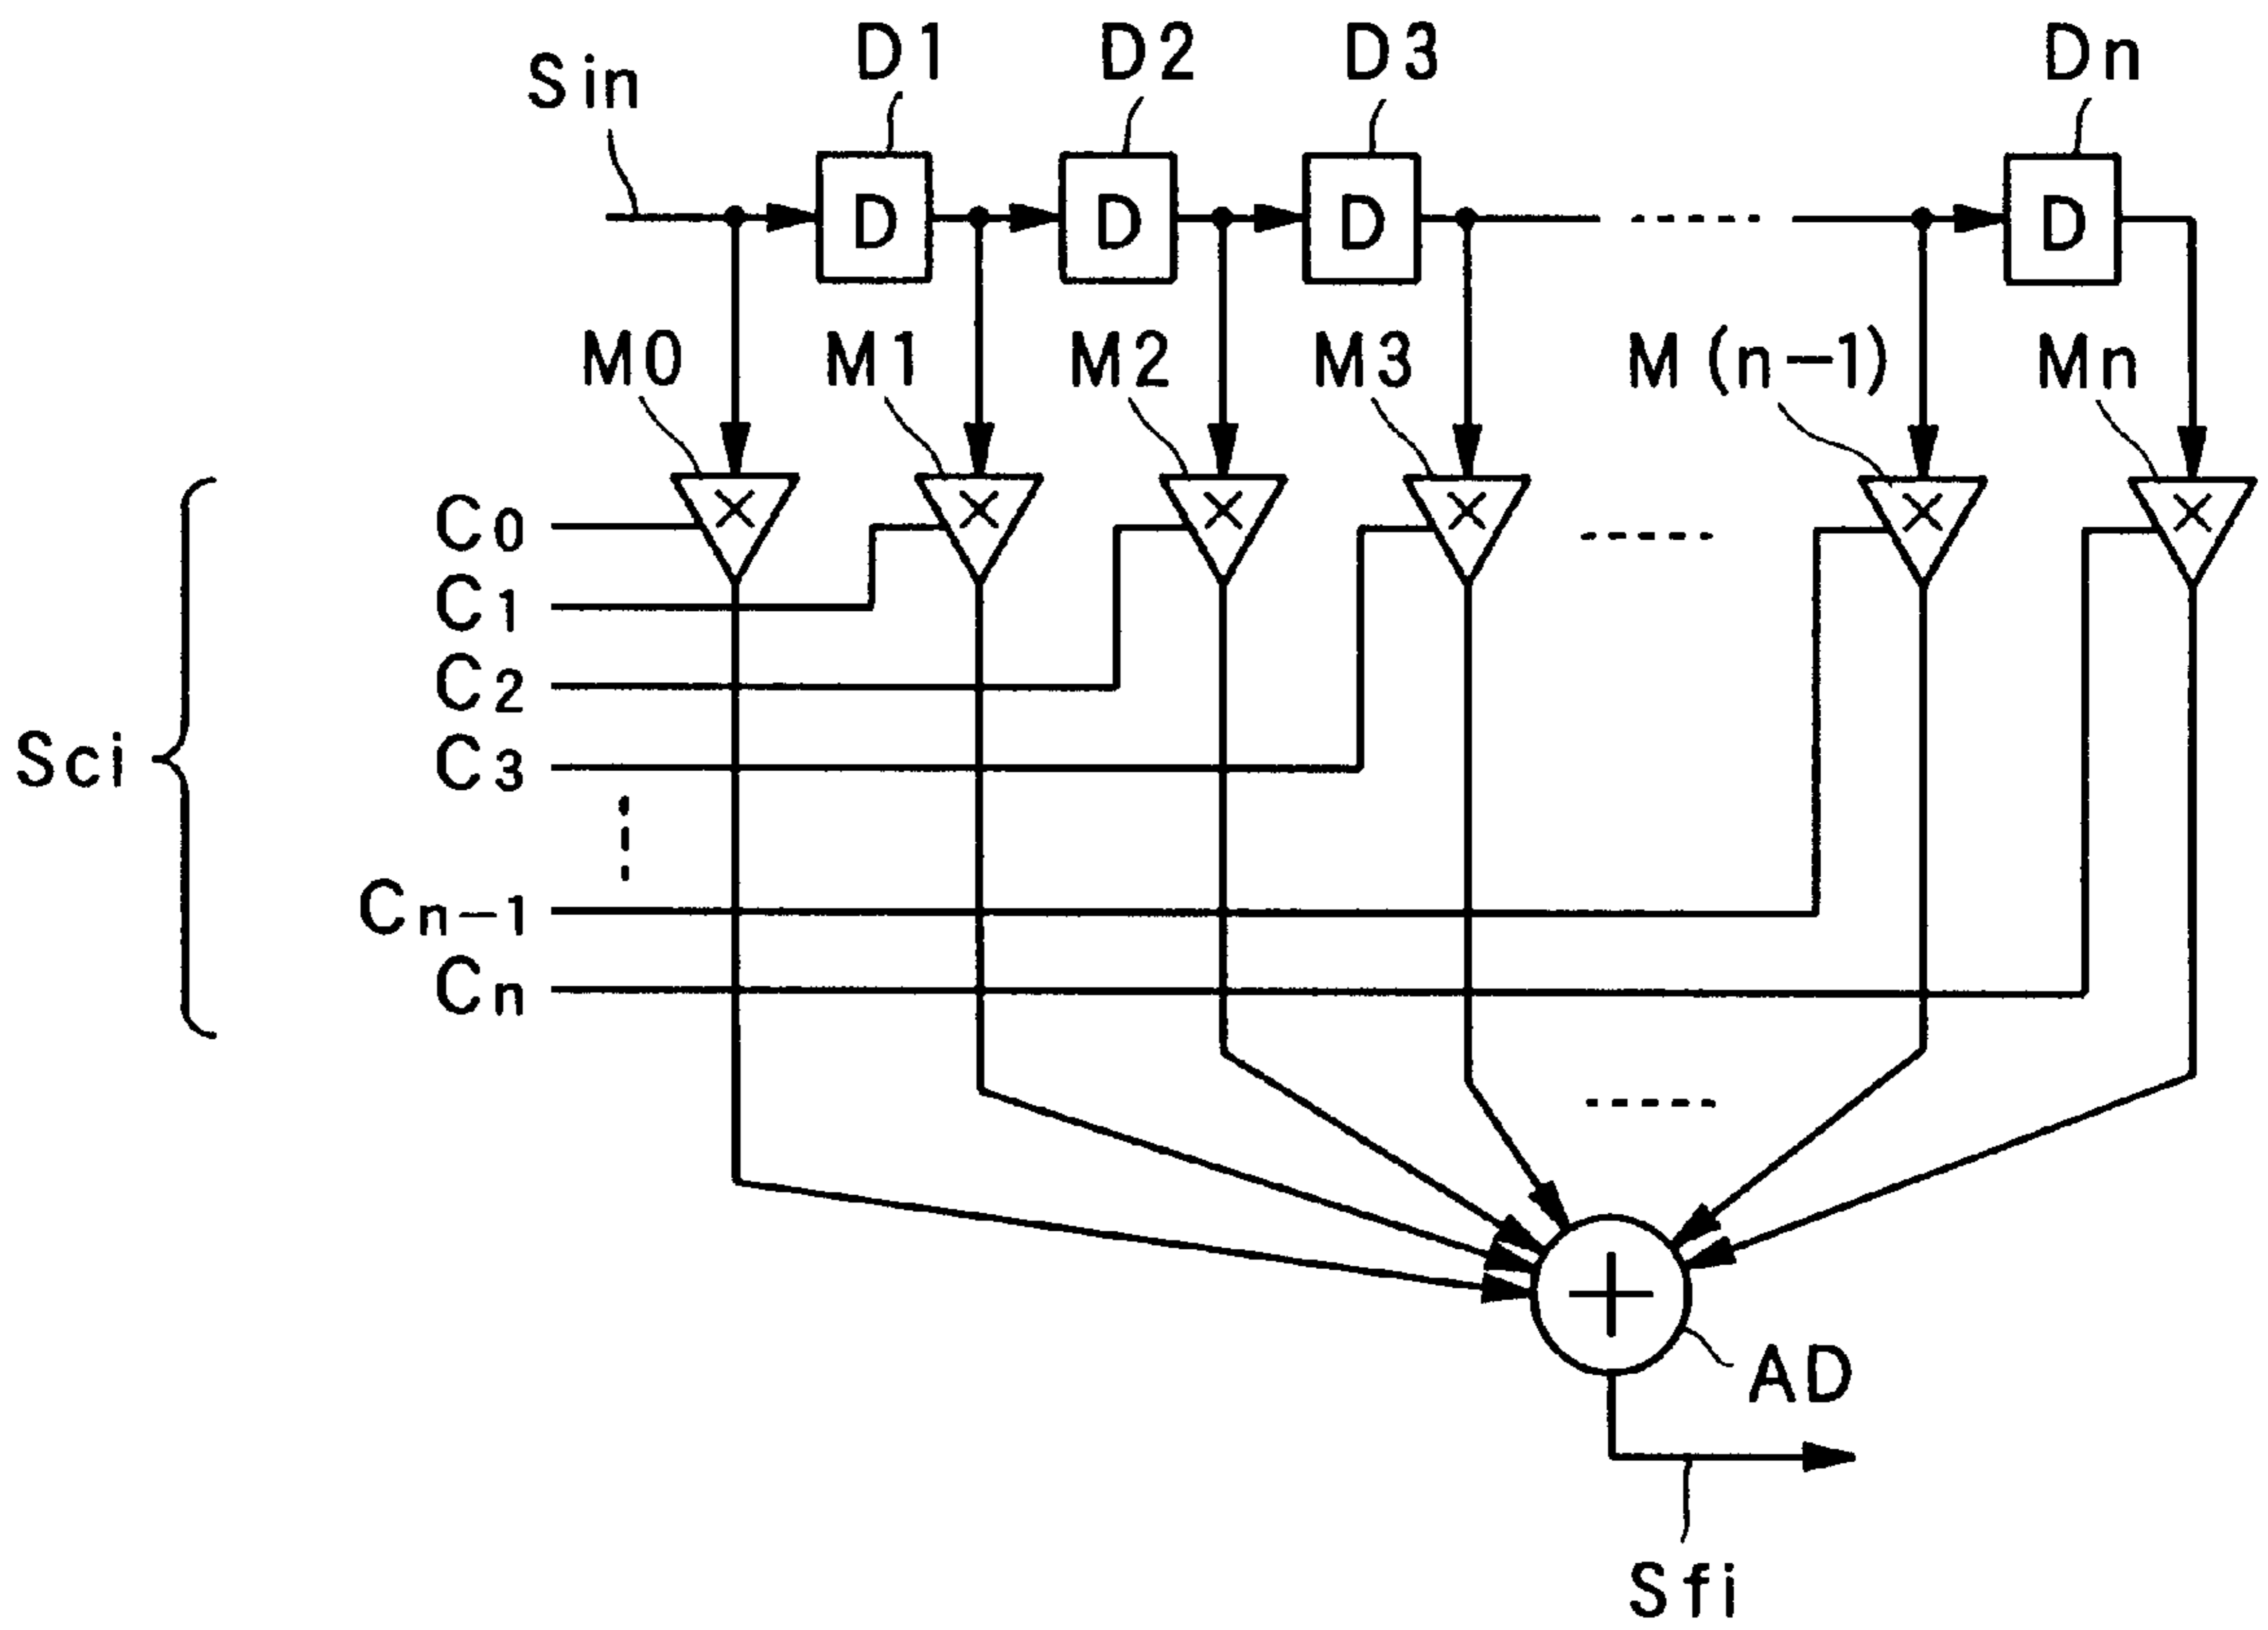 Sin D1 D2 D3 Dn
D D D D
M0 M1 M2 M3 M(n-1) Mn
× × × × × ×
C0
C1
C2
Sci
C3
Cn-1
Cn
+
AD
Sfi